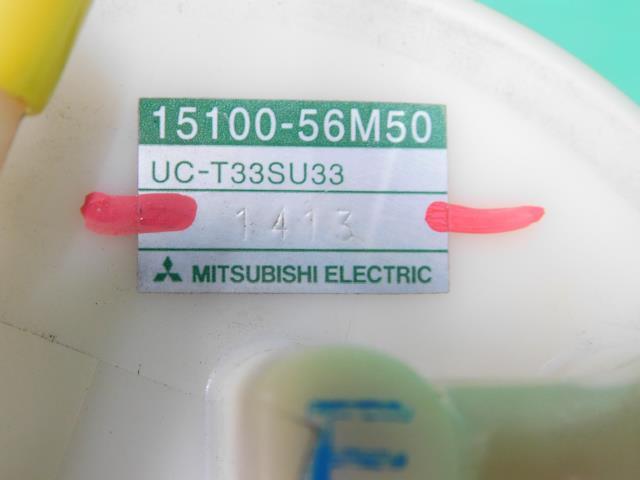 15100-56M50
UC-T33SU33
1413
MITSUBISHI ELECTRIC